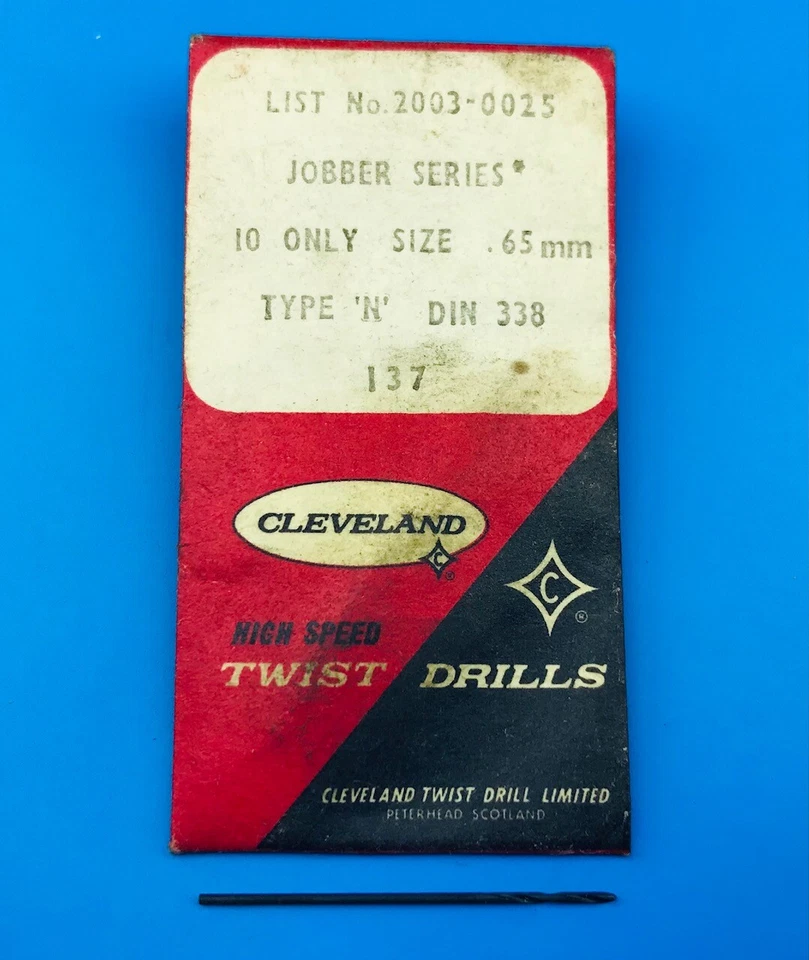 LIST No. 2003-0025
JOBBER SERIES*
10 ONLY SIZE .65mm
TYPE 'N' DIN 338
137
CLEVELAND
C
®
C
®
HIGH SPEED
TWIST DRILLS
CLEVELAND TWIST DRILL LIMITED
PETERHEAD SCOTLAND